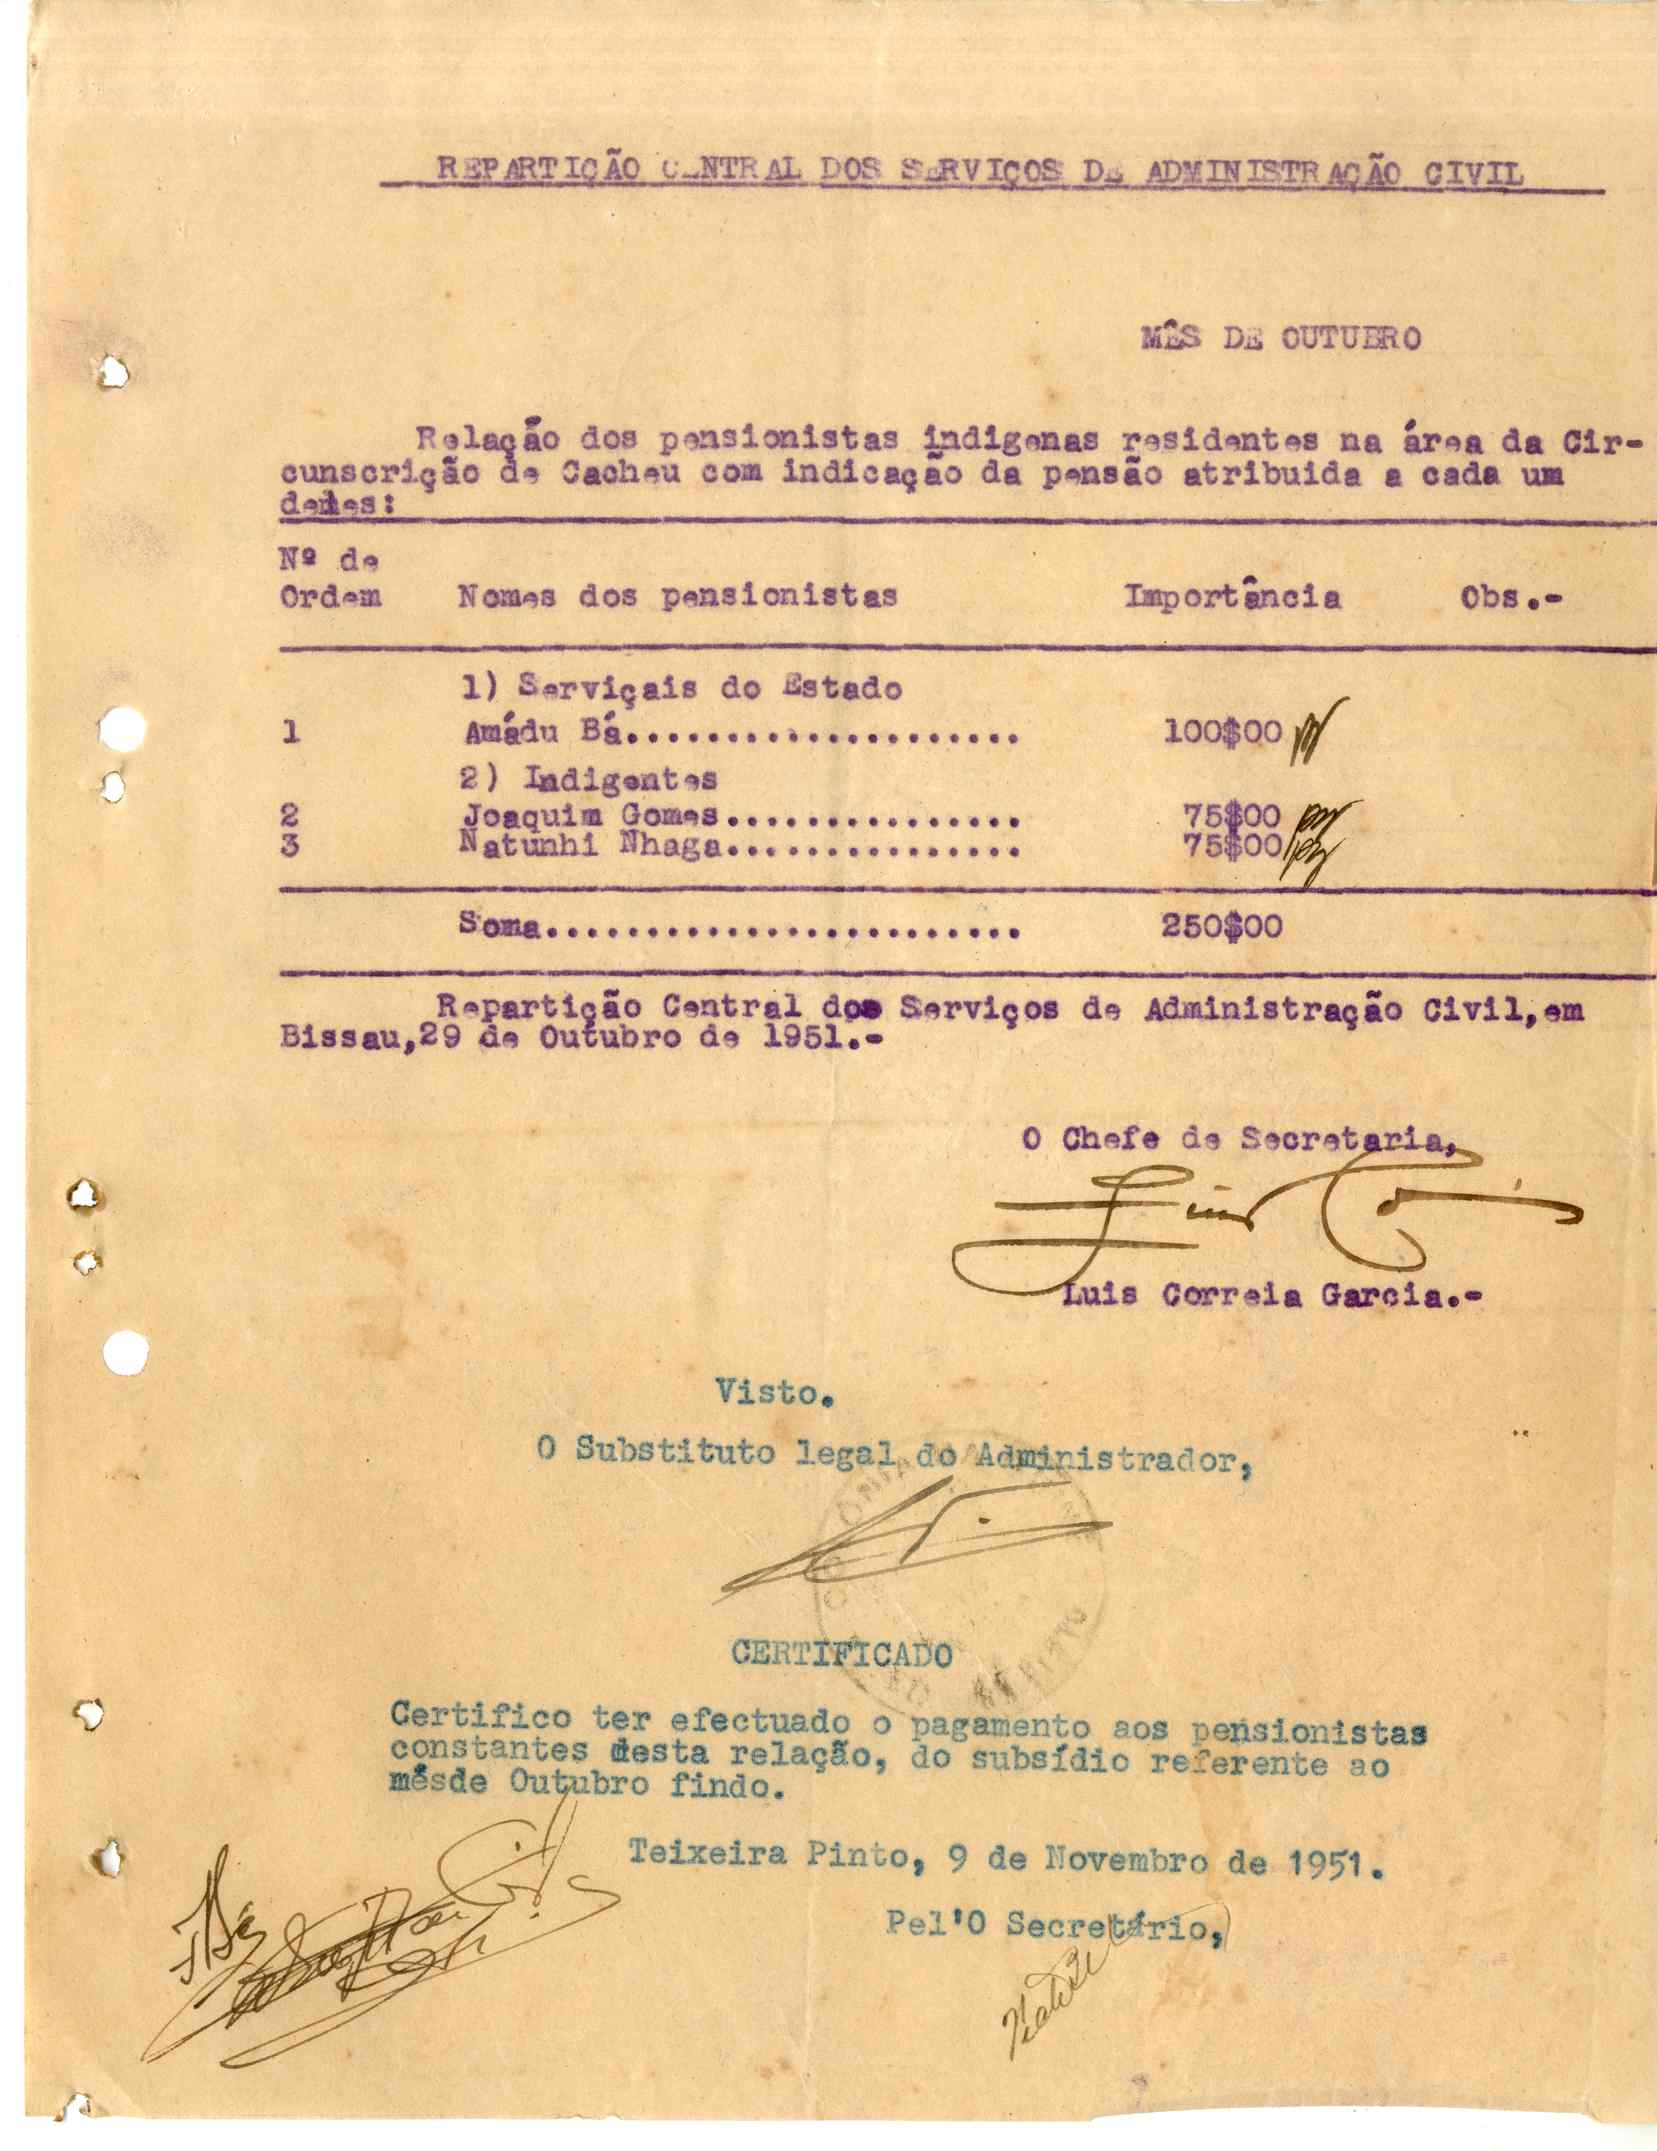 REPARTIÇÃO CENTRAL DOS SERVIÇOS DE ADMINISTRAÇÃO CIVIL
MÊS DE OUTUBRO
Relação dos pensionistas indigenas residentes na área da Cir-
cunscrição de Cacheu com indicação da pensão atribuida a cada um
deles:
Nº de
Ordem Nomes dos pensionistas Importância Obs.-
1) Serviçais do Estado
1 Amádu Bá..................... 100$00
2) Indigentes
2 Joaquim Gomes................ 75$00
3 Natunhi Nhaga................ 75$00
Soma.......................... 250$00
Repartição Central dos Serviços de Administração Civil,em
Bissau,29 de Outubro de 1951.-
O Chefe de Secretaria,
Luis Correia Garcia.-
Visto.
O Substituto legal do Administrador,
CERTIFICADO
Certifico ter efectuado o pagamento aos pensionistas
constantes desta relação, do subsídio referente ao
mêsde Outubro findo.
Teixeira Pinto, 9 de Novembro de 1951.
Pel'O Secretário,